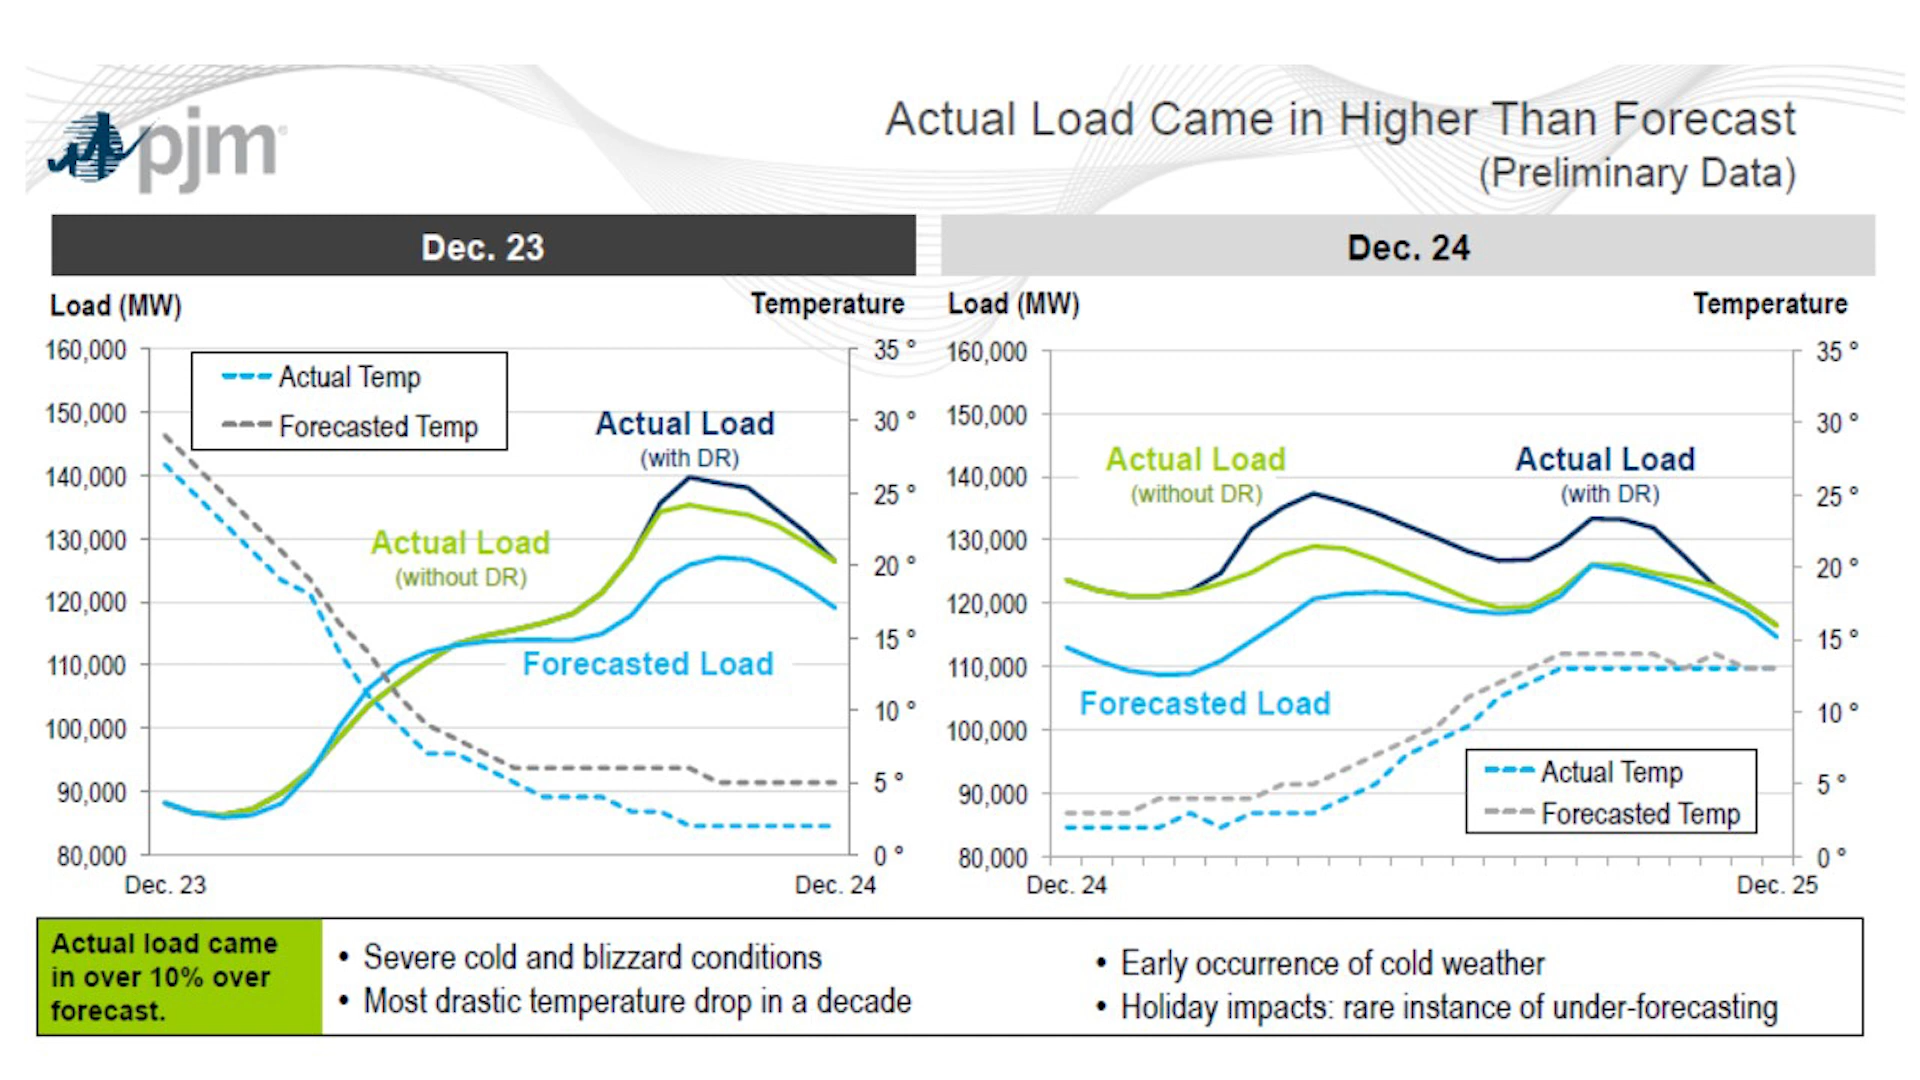 pjm
Actual Load Came in Higher Than Forecast
(Preliminary Data)
Dec. 23
Load (MW)
Temperature
160,000
150,000
140,000
130,000
120,000
110,000
100,000
90,000
80,000
35 °
30 °
25 °
20 °
15 °
10 °
5 °
0 °
Actual Temp
Forecasted Temp
Actual Load
(with DR)
Actual Load
(without DR)
Forecasted Load
Dec. 23
Dec. 24
Dec. 24
Load (MW)
Temperature
160,000
150,000
140,000
130,000
120,000
110,000
100,000
90,000
80,000
35 °
30 °
25 °
20 °
15 °
10 °
5 °
0 °
Actual Load
(without DR)
Actual Load
(with DR)
Forecasted Load
Actual Temp
Forecasted Temp
Dec. 24
Dec. 25
Actual load came
in over 10% over
forecast.
• Severe cold and blizzard conditions
• Most drastic temperature drop in a decade
• Early occurrence of cold weather
• Holiday impacts: rare instance of under-forecasting